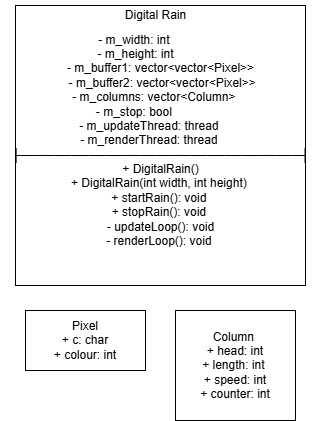 Digital Rain
- m_width: int
- m_height: int
- m_buffer1: vector<vector<Pixel>>
- m_buffer2: vector<vector<Pixel>>
- m_columns: vector<Column>
- m_stop: bool
- m_updateThread: thread
- m_renderThread: thread
+ DigitalRain()
+ DigitalRain(int width, int height)
+ startRain(): void
+ stopRain(): void
- updateLoop(): void
- renderLoop(): void
Pixel
+ c: char
+ colour: int
Column
+ head: int
+ length: int
+ speed: int
+ counter: int